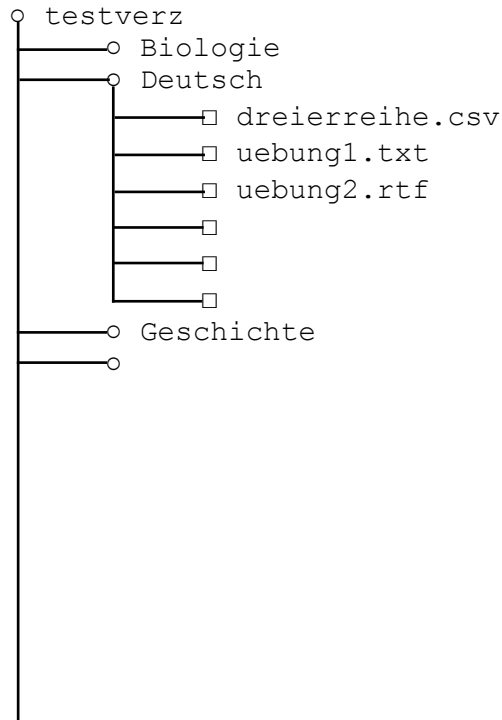 testverz
Biologie
Deutsch
dreierreihe.csv
uebung1.txt
uebung2.rtf
Geschichte